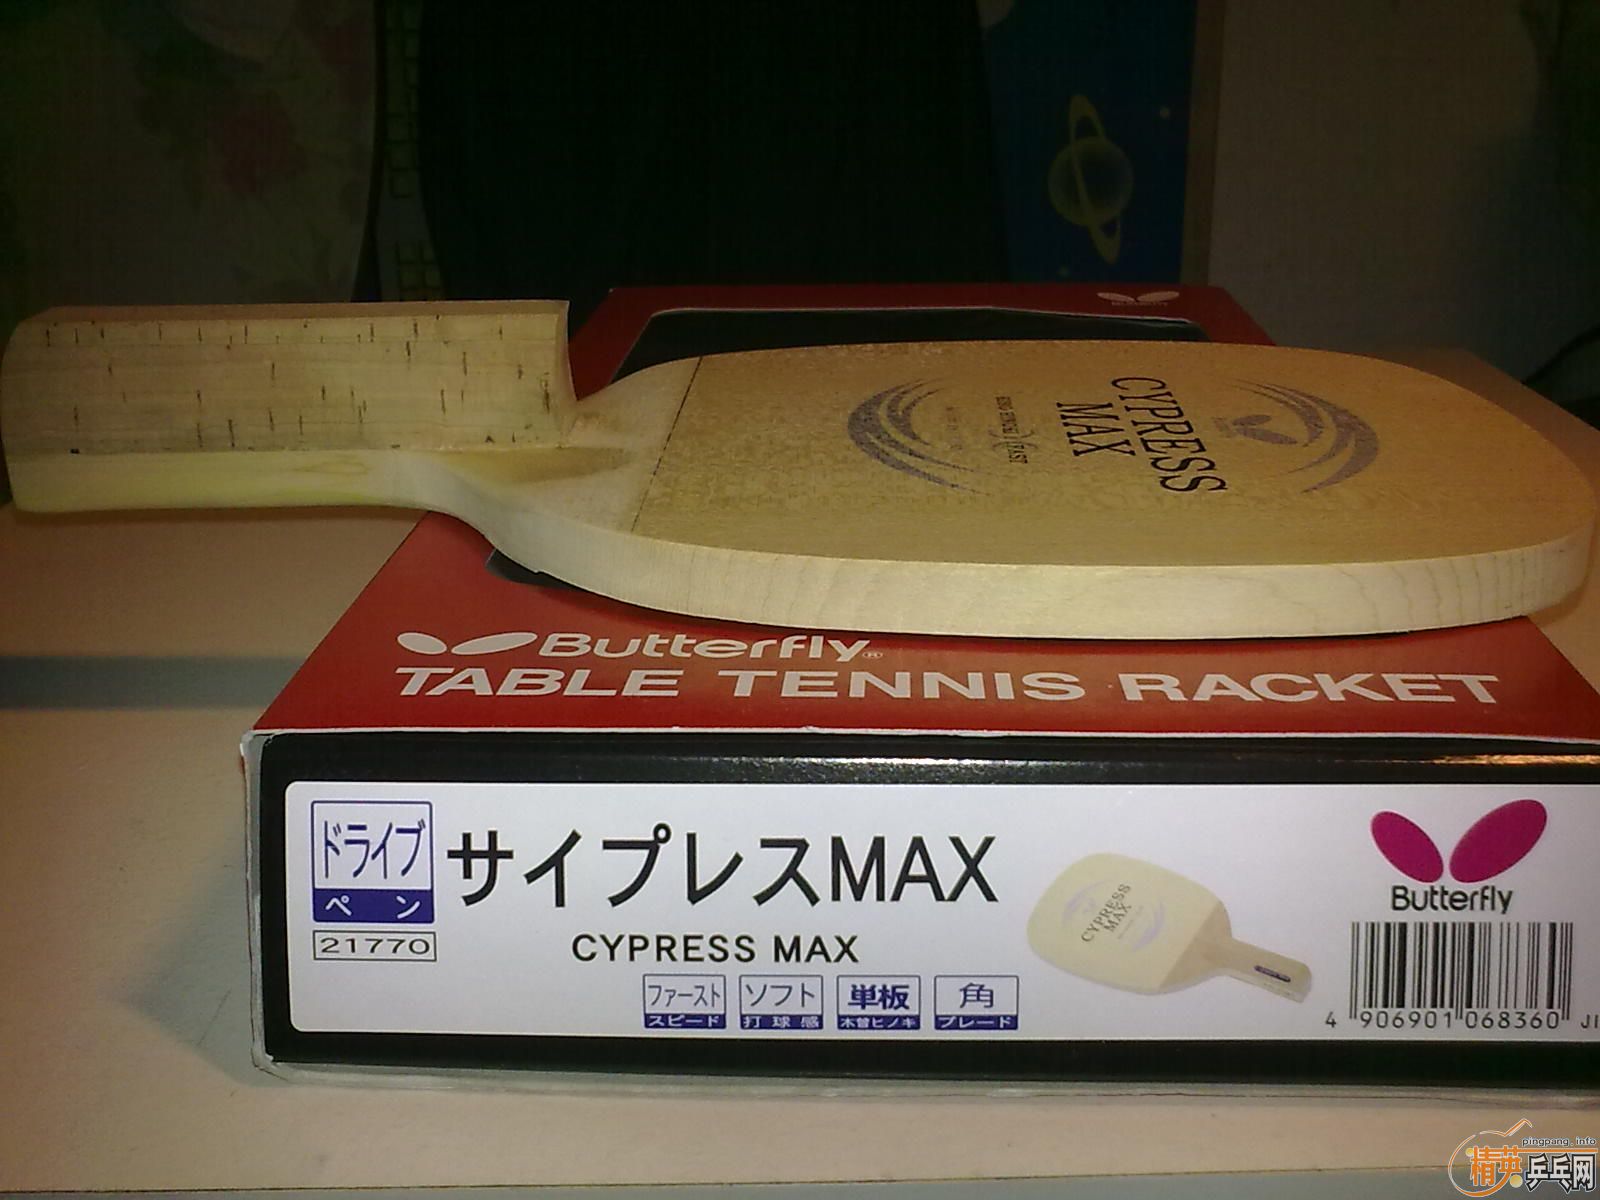 Butterfly
CYPRESS
MAX
Butterfly®
TABLE TENNIS RACKET
ドライブ
ペン
21770
サイプレスMAX
CYPRESS MAX
ファースト
スピード
ソフト
打球感
単板
木曽ヒノキ
角
ブレード
CYPRESS
MAX
Butterfly
4 906901 068360
pingpang.info
精英乒乓网